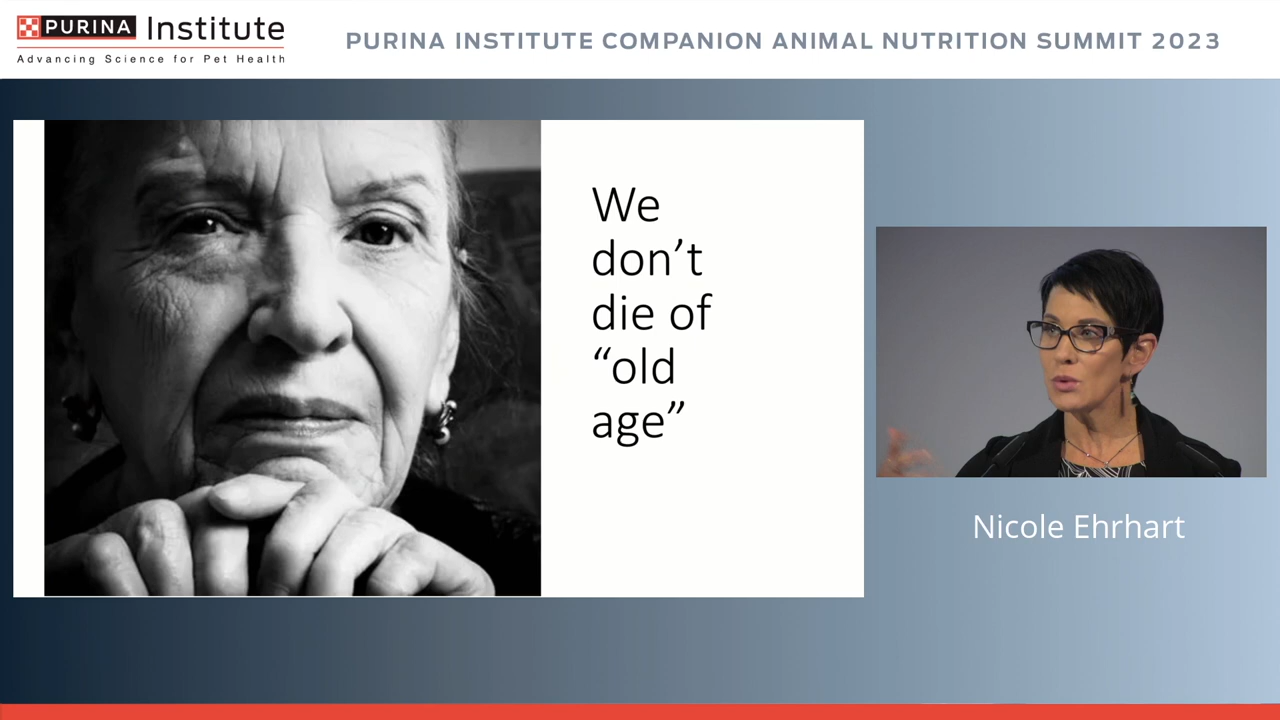 PURINA Institute
Advancing Science for Pet Health
PURINA INSTITUTE COMPANION ANIMAL NUTRITION SUMMIT 2023
We
don’t
die of
“old
age”
Nicole Ehrhart